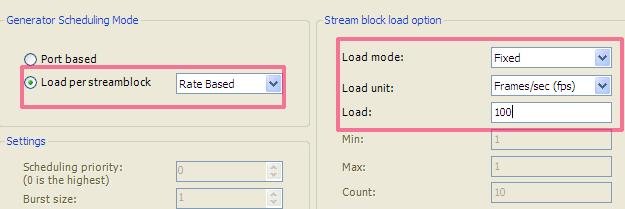 Generator Scheduling Mode
Port based
Load per streamblock Rate Based
Settings
Scheduling priority: 0
(0 is the highest)
Burst size: 1
Stream block load option
Load mode: Fixed
Load unit: Frames/sec (fps)
Load: 100
Min: 1
Max: 1
Count: 10